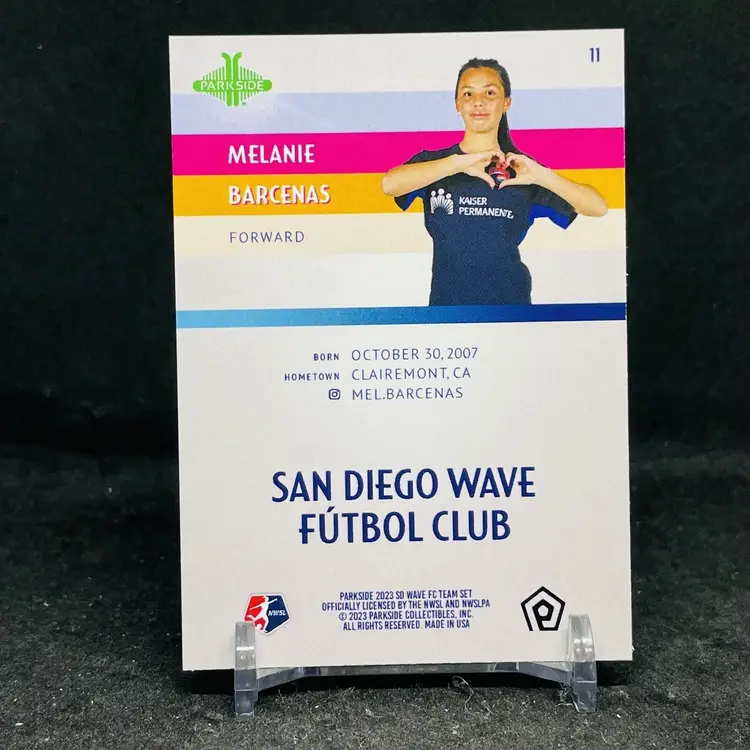 PARKSIDE
11
MELANIE
BARCENAS
FORWARD
KAISER
PERMANENTE
BORN OCTOBER 30, 2007
HOMETOWN CLAIREMONT, CA
MEL.BARCENAS
SAN DIEGO WAVE
FÚTBOL CLUB
NWSL
PARKSIDE 2023 SD WAVE FC TEAM SET
OFFICIALLY LICENSED BY THE NWSL AND NWSLPA
© 2023 PARKSIDE COLLECTIBLES, INC.
ALL RIGHTS RESERVED. MADE IN USA